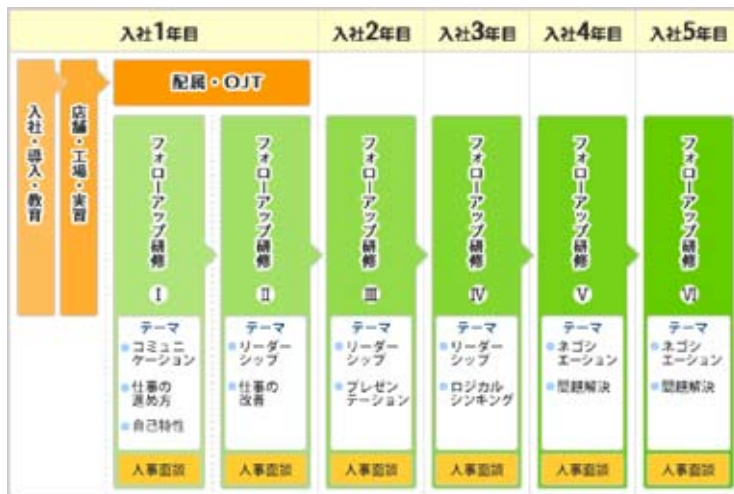 入社1年目
入社2年目
入社3年目
入社4年目
入社5年目
入社・導入・教育
店舗・工場・実習
配属・OJT
フォローアップ研修
Ⅰ
テーマ
コミュニ
ケーション
仕事の
進め方
自己特性
人事面談
フォローアップ研修
Ⅱ
テーマ
リーダー
シップ
仕事の
改善
人事面談
フォローアップ研修
Ⅲ
テーマ
リーダー
シップ
プレゼン
テーション
人事面談
フォローアップ研修
Ⅳ
テーマ
リーダー
シップ
ロジカル
シンキング
人事面談
フォローアップ研修
Ⅴ
テーマ
ネゴシ
エーション
問題解決
人事面談
フォローアップ研修
Ⅵ
テーマ
ネゴシ
エーション
問題解決
人事面談